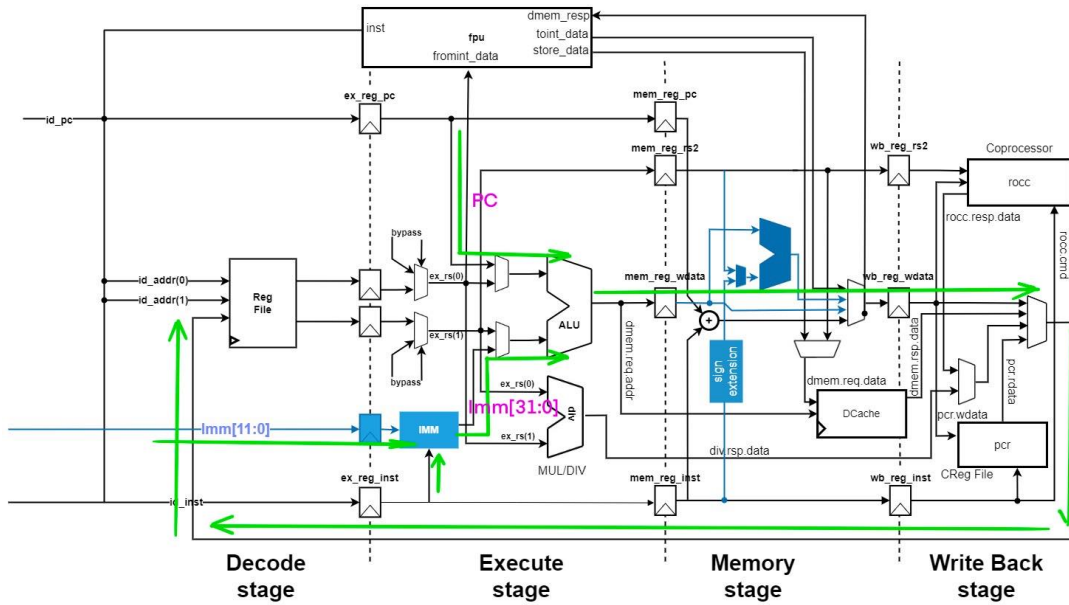 inst
fpu
fromint_data
dmem_resp
toint_data
store_data
id_pc
ex_reg_pc
mem_reg_pc
mem_reg_rs2
wb_reg_rs2
Coprocessor
rocc
rocc.resp.data
rocc.cmd
PC
bypass
id_addr(0)
id_addr(1)
Reg
File
ex_rs(0)
ex_rs(1)
bypass
ALU
mem_reg_wdata
wb_reg_wdata
dmem.req.addr
sign
extension
dmem.req.data
dmem.rsp.data
DCache
pcr.rdata
pcr.wdata
pcr
CReg File
Imm[11:0]
IMM
Imm[31:0]
ex_rs(0)
ex_rs(1)
div
MUL/DIV
div.rsp.data
id_inst
ex_reg_inst
mem_reg_inst
wb_reg_inst
Decode
stage
Execute
stage
Memory
stage
Write Back
stage